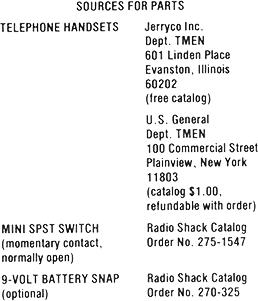 SOURCES FOR PARTS
TELEPHONE HANDSETS
Jerryco Inc.
Dept. TMEN
601 Linden Place
Evanston, Illinois
60202
(free catalog)
U.S. General
Dept. TMEN
100 Commercial Street
Plainview, New York
11803
(catalog $1.00,
refundable with order)
MINI SPST SWITCH
(momentary contact,
normally open)
Radio Shack Catalog
Order No. 275-1547
9-VOLT BATTERY SNAP
(optional)
Radio Shack Catalog
Order No. 270-325